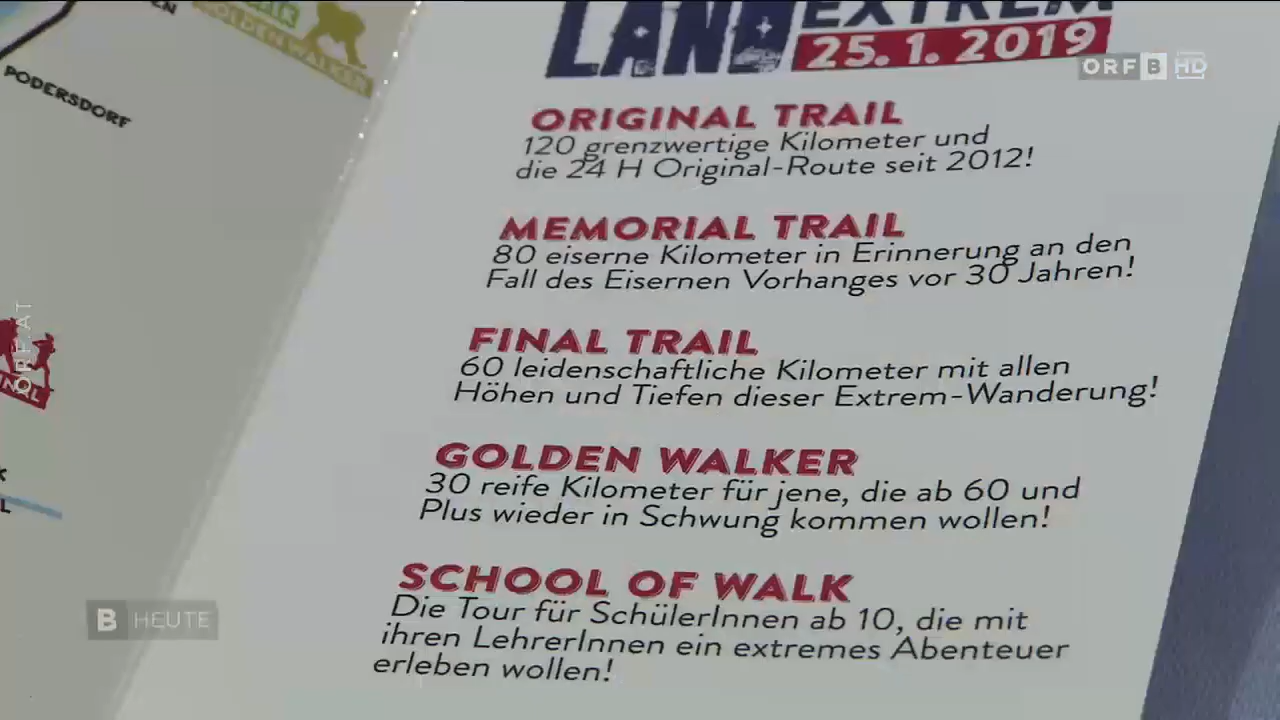 LAND EXTREM
25. 1. 2019
ORF B HD
PODERSDORF
GOLDEN WALKER
ORIGINAL TRAIL
120 grenzwertige Kilometer und
die 24 H Original-Route seit 2012!
MEMORIAL TRAIL
80 eiserne Kilometer in Erinnerung an den
Fall des Eisernen Vorhanges vor 30 Jahren!
ORF.AT
FINAL TRAIL
60 leidenschaftliche Kilometer mit allen
Höhen und Tiefen dieser Extrem-Wanderung!
GOLDEN WALKER
30 reife Kilometer für jene, die ab 60 und
Plus wieder in Schwung kommen wollen!
SCHOOL OF WALK
Die Tour für SchülerInnen ab 10, die mit
ihren LehrerInnen ein extremes Abenteuer
erleben wollen!
B HEUTE